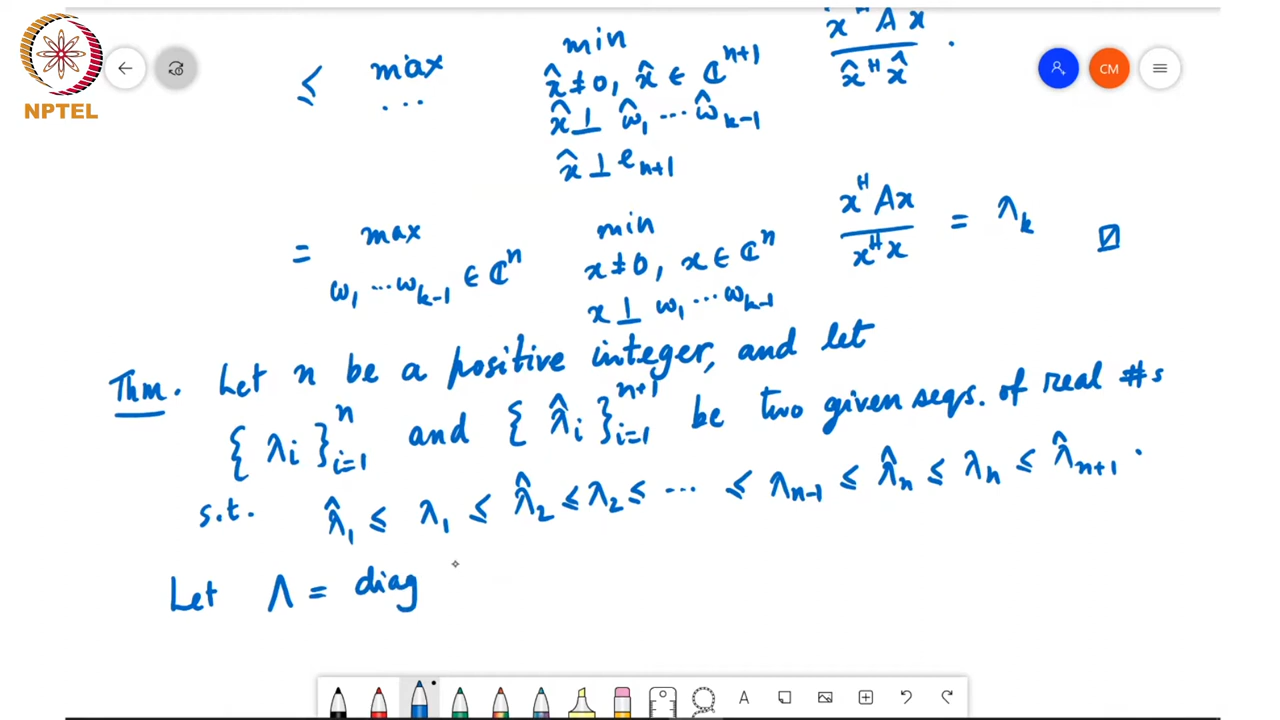 x^H A x / x̂^H x̂ .
≤ max ... min x̂ ≠ 0, x̂ ∈ ℂ^{n+1}
x̂ ⊥ ŵ_1 ... ŵ_{k-1}
x̂ ⊥ e_{n+1}
= max w_1 ... w_{k-1} ∈ ℂ^n min x ≠ 0, x ∈ ℂ^n x^H A x / x^H x = λ_k
x ⊥ w_1 ... w_{k-1}
Thm. Let n be a positive integer, and let
{ λ_i }_{i=1}^n and { λ̂_i }_{i=1}^{n+1} be two given seqs. of real #s
s.t. λ̂_1 ≤ λ_1 ≤ λ̂_2 ≤ λ_2 ≤ ... ≤ λ_{n-1} ≤ λ̂_n ≤ λ_n ≤ λ̂_{n+1} .
Let Λ = diag
NPTEL
CM
A